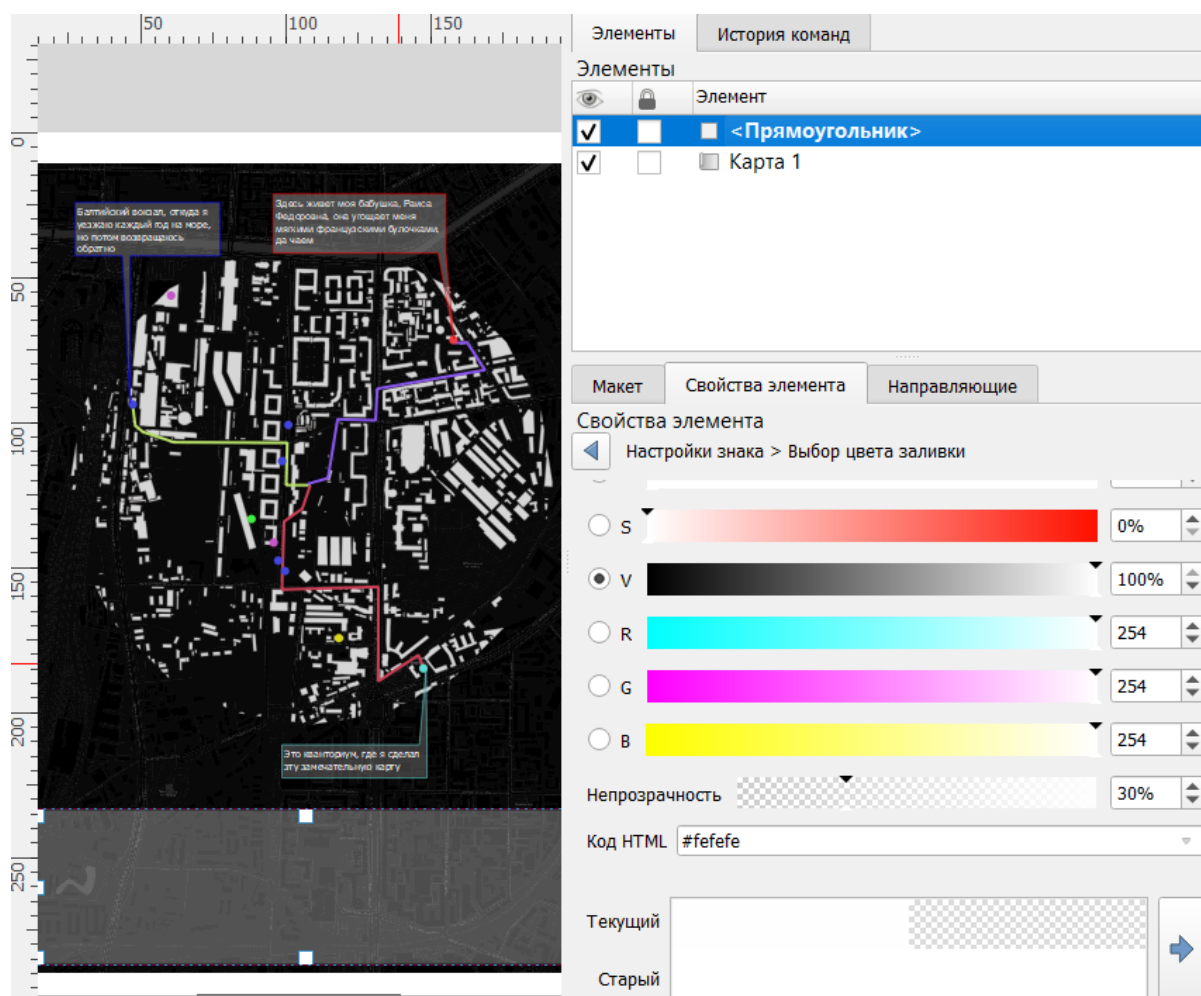 50
100
150
0
50
100
150
200
250
Балтийский вокзал, откуда я
уезжаю каждый год на море,
но потом возвращаюсь
обратно
Здесь живет моя бабушка, Раиса
Федоровна, она угощает меня
мягкими французскими булочками,
да чаем
Это кванториум, где я сделал
эту замечательную карту
Элементы
История команд
Элементы
Элемент
<Прямоугольник>
Карта 1
Макет
Свойства элемента
Направляющие
Свойства элемента
Настройки знака > Выбор цвета заливки
S
0%
V
100%
R
254
G
254
B
254
Непрозрачность
30%
Код HTML
#fefefe
Текущий
Старый